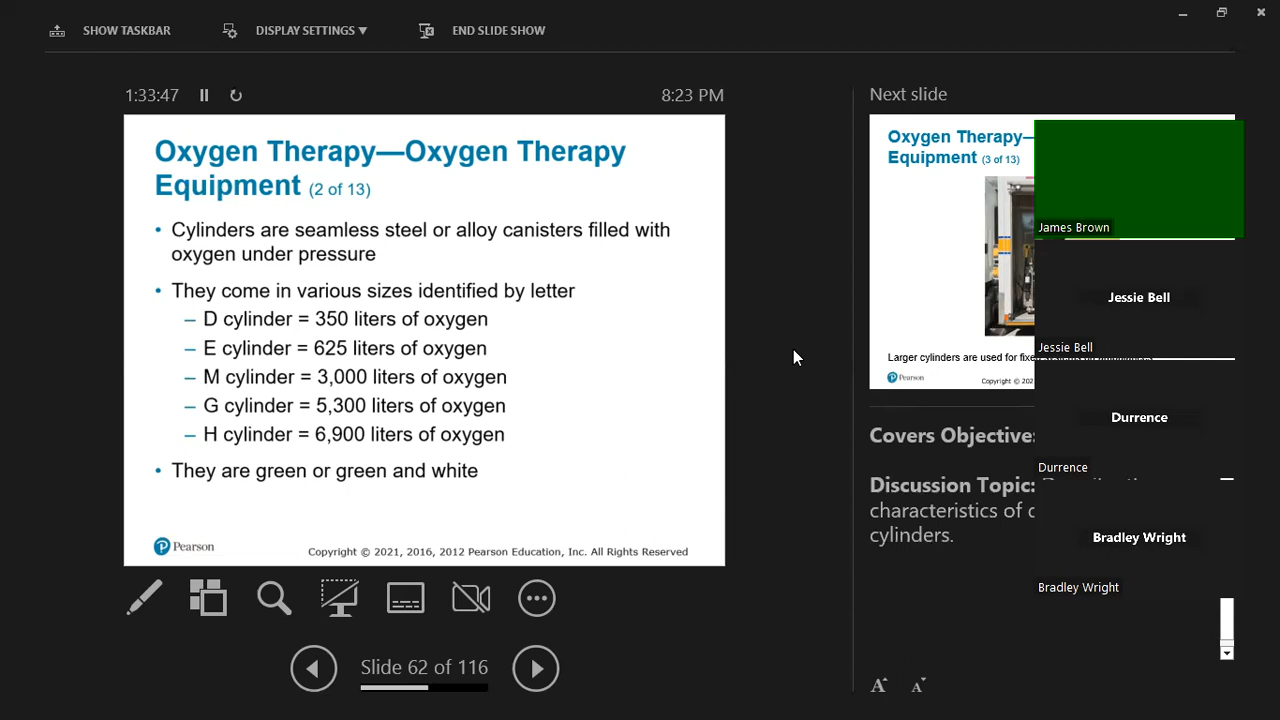 SHOW TASKBAR
DISPLAY SETTINGS ▼
END SLIDE SHOW
1:33:47
8:23 PM
Oxygen Therapy—Oxygen Therapy
Equipment (2 of 13)
• Cylinders are seamless steel or alloy canisters filled with
oxygen under pressure
• They come in various sizes identified by letter
– D cylinder = 350 liters of oxygen
– E cylinder = 625 liters of oxygen
– M cylinder = 3,000 liters of oxygen
– G cylinder = 5,300 liters of oxygen
– H cylinder = 6,900 liters of oxygen
• They are green or green and white
Pearson
Copyright © 2021, 2016, 2012 Pearson Education, Inc. All Rights Reserved
Slide 62 of 116
Next slide
Oxygen Therapy—
Equipment (3 of 13)
Larger cylinders are used for
Pearson
Copyright © 202
Covers Objective:
Discussion Topic:
characteristics of
cylinders.
A A
James Brown
Jessie Bell
Jessie Bell
Durrence
Durrence
Bradley Wright
Bradley Wright